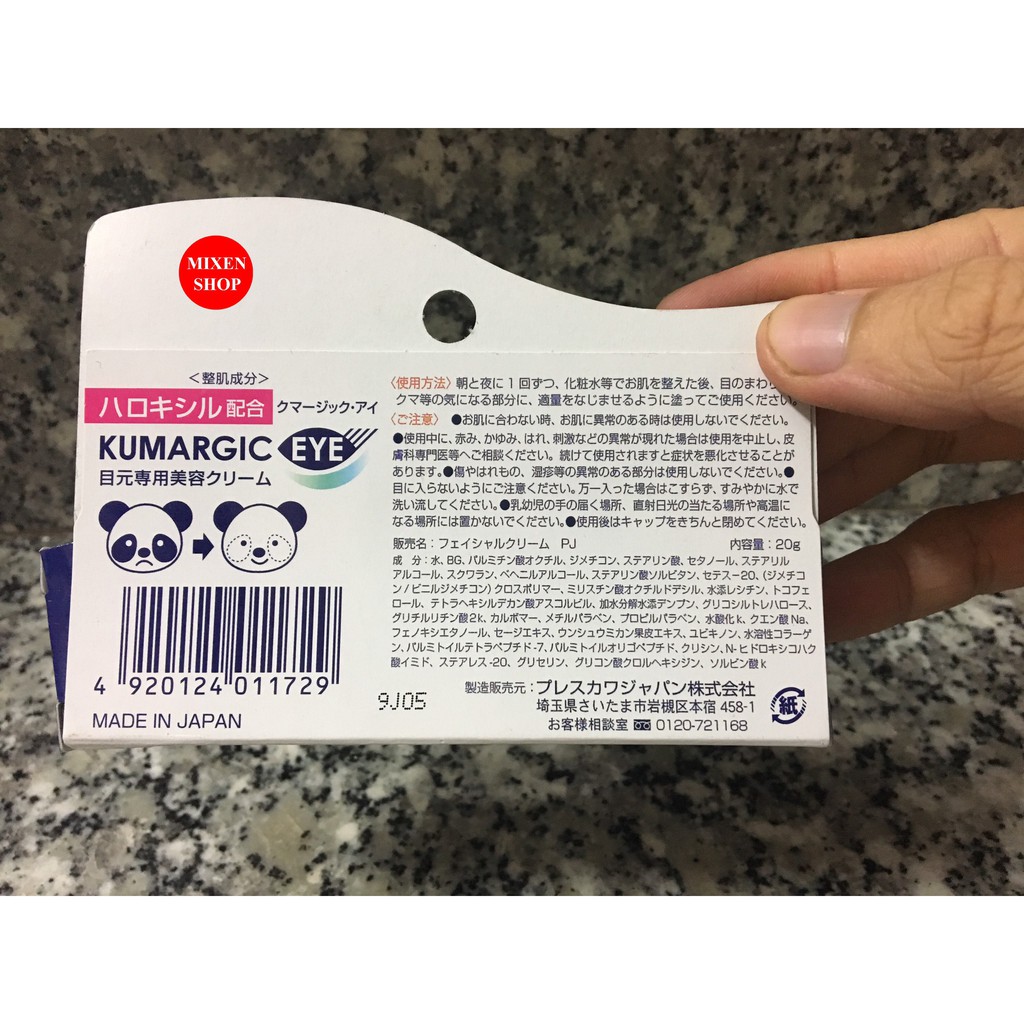 MIXEN
SHOP
<整肌成分>
ハロキシル配合 クマージック・アイ
KUMARGIC EYE
目元専用美容クリーム
4 920124 011729
MADE IN JAPAN
〈使用方法〉朝と夜に1回ずつ、化粧水等でお肌を整えた後、目のまわ
クマ等の気になる部分に、適量をなじませるように塗ってご使用ください。
〈ご注意〉●お肌に合わない時、お肌に異常のある時は使用しないでください。
●使用中に、赤み、かゆみ、はれ、刺激などの異常が現れた場合は使用を中止し、皮
膚科専門医等へご相談ください。続けて使用されますと症状を悪化させることが
あります。●傷やはれもの、湿疹等の異常のある部分は使用しないでください。●
目に入らないようにご注意ください。万一入った場合はこすらず、すみやかに水で
洗い流してください。●乳幼児の手の届く場所、直射日光の当たる場所や高温に
なる場所には置かないでください。●使用後はキャップをきちんと閉めてください。
販売名:フェイシャルクリーム PJ 内容量:20g
成 分:水、BG、パルミチン酸オクチル、ジメチコン、ステアリン酸、セタノール、ステアリル
アルコール、スクワラン、ベヘニルアルコール、ステアリン酸ソルビタン、セテス-20、(ジメチコ
ン/ビニルジメチコン)クロスポリマー、ミリスチン酸オクチルドデシル、水添レシチン、トコフェ
ロール、テトラヘキシルデカン酸アスコルビル、加水分解水添デンプン、グリコシルトレハロース、
グリチルリチン酸2k、カルボマー、メチルパラベン、プロピルパラベン、水酸化k、クエン酸Na、
フェノキシエタノール、セージエキス、ウンシュウミカン果皮エキス、ユビキノン、水溶性コラーゲ
ン、パルミトイルテトラペプチド-7、パルミトイルオリゴペプチド、クリシン、N-ヒドロキシコハク
酸イミド、ステアレス-20、グリセリン、グリコン酸クロルヘキシジン、ソルビン酸k
9J05
製造販売元:プレスカワジャパン株式会社
埼玉県さいたま市岩槻区本宿 458-1
お客様相談室 0120-721168
紙